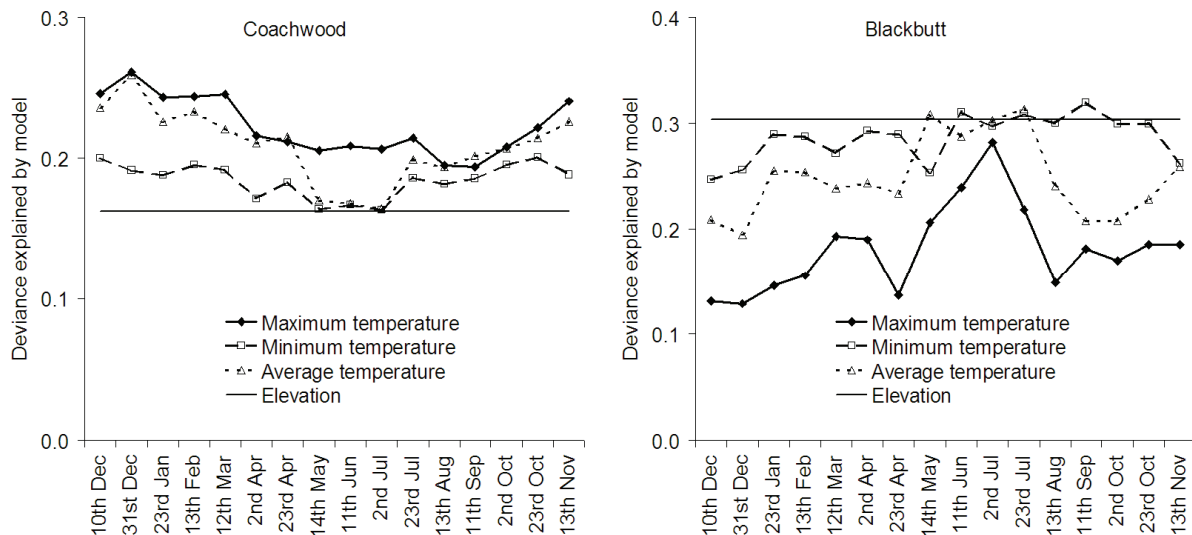 Coachwood
Deviance explained by model
0.3
0.2
0.1
0.0
Maximum temperature
Minimum temperature
Average temperature
Elevation
10th Dec
31st Dec
23rd Jan
13th Feb
12th Mar
2nd Apr
23rd Apr
14th May
11th Jun
2nd Jul
23rd Jul
13th Aug
11th Sep
2nd Oct
23rd Oct
13th Nov
Blackbutt
Deviance explained by model
0.4
0.3
0.2
0.1
0.0
Maximum temperature
Minimum temperature
Average temperature
Elevation
10th Dec
31st Dec
23rd Jan
13th Feb
12th Mar
2nd Apr
23rd Apr
14th May
11th Jun
2nd Jul
23rd Jul
13th Aug
11th Sep
2nd Oct
23rd Oct
13th Nov